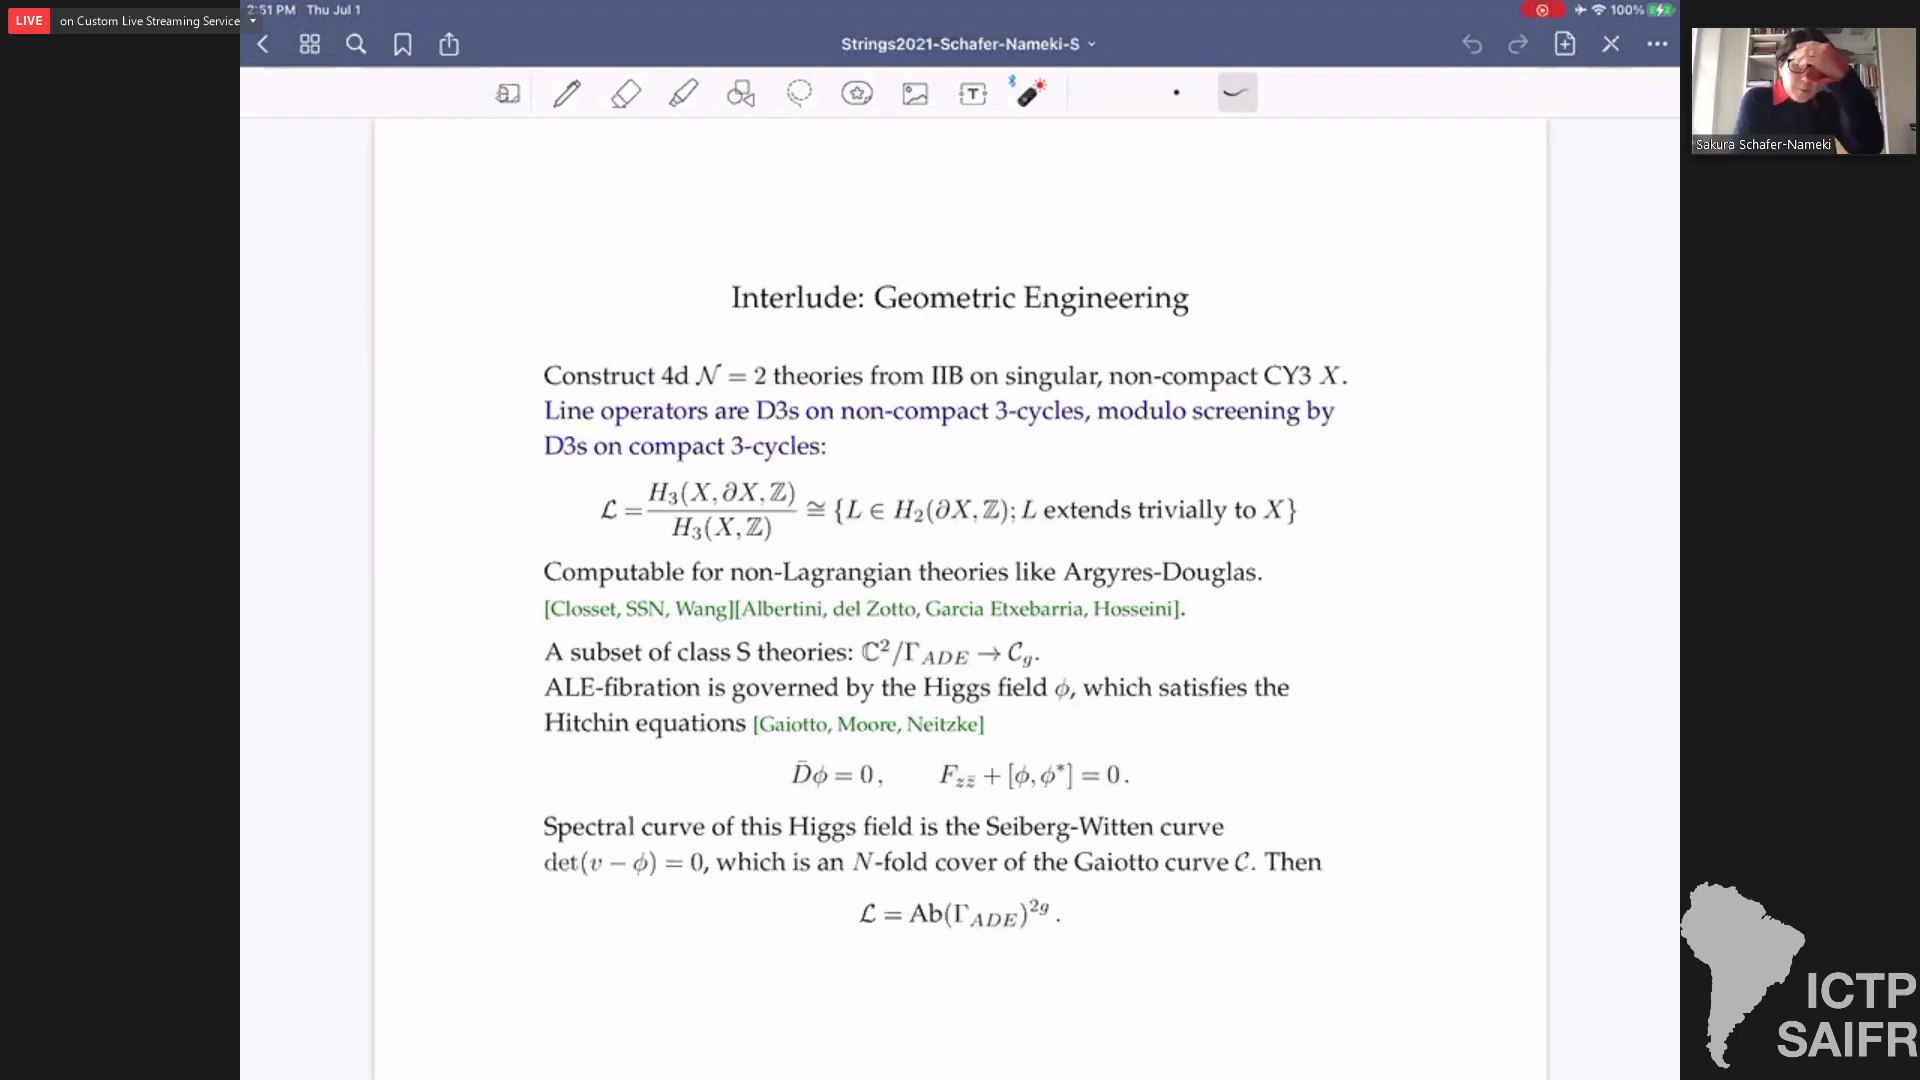 LIVE on Custom Live Streaming Service
2:51 PM Thu Jul 1
100%
Strings2021-Schafer-Nameki-S
Sakura Schafer-Nameki
Interlude: Geometric Engineering
Construct 4d 𝒩 = 2 theories from IIB on singular, non-compact CY3 X.
Line operators are D3s on non-compact 3-cycles, modulo screening by
D3s on compact 3-cycles:
ℒ = H₃(X, ∂X, ℤ) / H₃(X, ℤ) ≅ {L ∈ H₂(∂X, ℤ); L extends trivially to X}
Computable for non-Lagrangian theories like Argyres-Douglas.
[Closset, SSN, Wang][Albertini, del Zotto, Garcia Etxebarria, Hosseini].
A subset of class S theories: ℂ²/Γ_{ADE} → 𝒞_g.
ALE-fibration is governed by the Higgs field ϕ, which satisfies the
Hitchin equations [Gaiotto, Moore, Neitzke]
D̄ϕ = 0, F_{zz̄} + [ϕ, ϕ*] = 0.
Spectral curve of this Higgs field is the Seiberg-Witten curve
det(v − ϕ) = 0, which is an N-fold cover of the Gaiotto curve 𝒞. Then
ℒ = Ab(Γ_{ADE})^{2g}.
ICTP
SAIFR